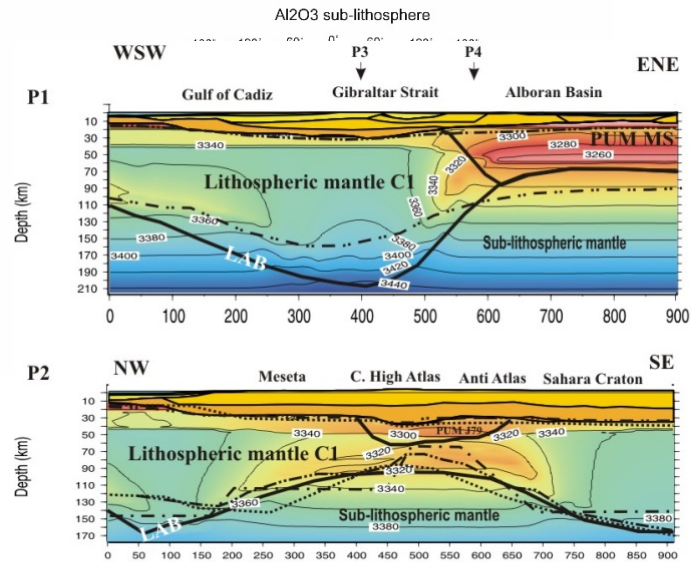 Al2O3 sub-lithosphere
WSW P3 P4 ENE
P1 Gulf of Cadiz Gibraltar Strait Alboran Basin
Depth (km)
10
30
50
70
90
110
130
150
170
190
210
3340 3300 PUM MS
3280
3320 3260
Lithospheric mantle C1 3340
3360 3360
3380 3380 Sub-lithospheric mantle
3400 LAB 3400
3420
3440
0 100 200 300 400 500 600 700 800 900
P2 NW SE
Meseta C. High Atlas Anti Atlas Sahara Craton
Depth (km)
10
30
50
70
90
110
130
150
170
3340 3300 PUM 3320 3340
Lithospheric mantle C1 3320
3320
3340
3360
Sub-lithospheric mantle 3380
LAB 3380
0 50 100 150 200 250 300 350 400 450 500 550 600 650 700 750 800 850 900